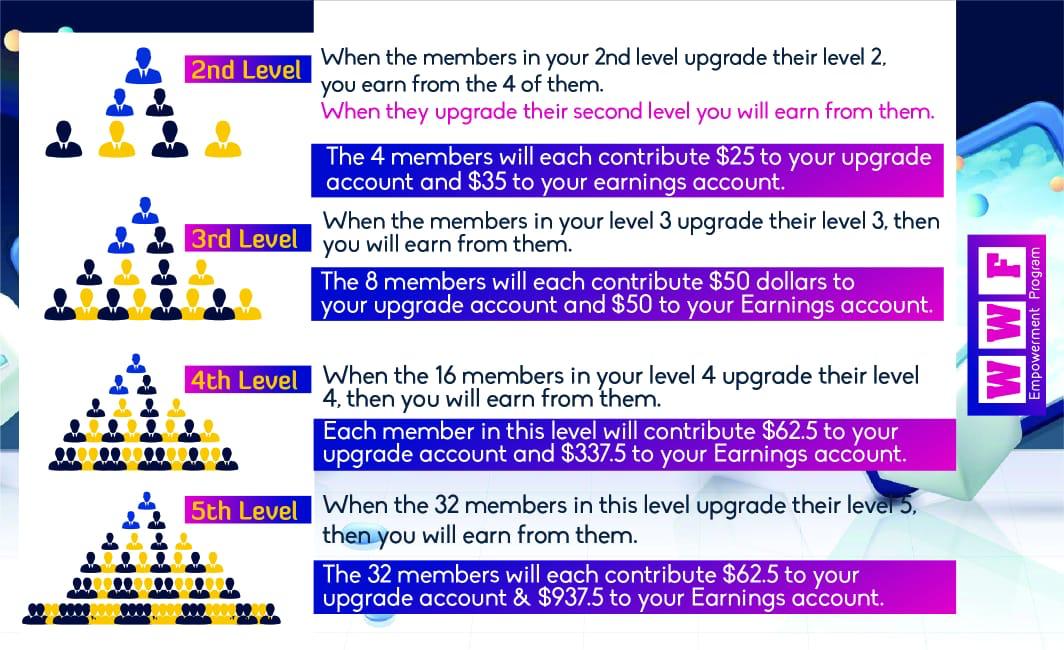 2nd Level
When the members in your 2nd level upgrade their level 2,
you earn from the 4 of them.
When they upgrade their second level you will earn from them.
The 4 members will each contribute $25 to your upgrade
account and $35 to your earnings account.
3rd Level
When the members in your level 3 upgrade their level 3, then
you will earn from them.
The 8 members will each contribute $50 dollars to
your upgrade account and $50 to your Earnings account.
4th Level
When the 16 members in your level 4 upgrade their level
4, then you will earn from them.
Each member in this level will contribute $62.5 to your
upgrade account and $337.5 to your Earnings account.
5th Level
When the 32 members in this level upgrade their level 5,
then you will earn from them.
The 32 members will each contribute $62.5 to your
upgrade account & $937.5 to your Earnings account.
WWF
Empowerment Program